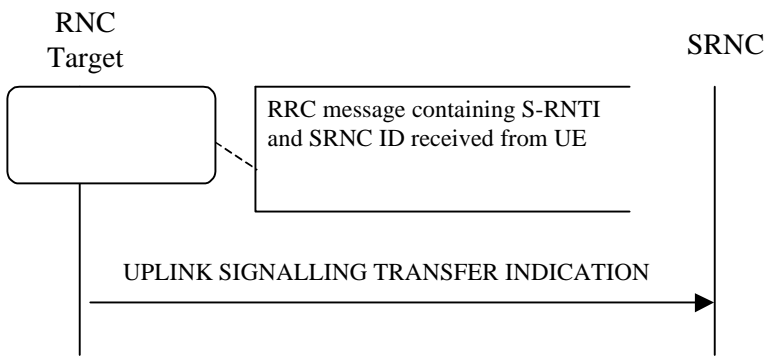 RNC
Target
SRNC
RRC message containing S-RNTI
and SRNC ID received from UE
UPLINK SIGNALLING TRANSFER INDICATION